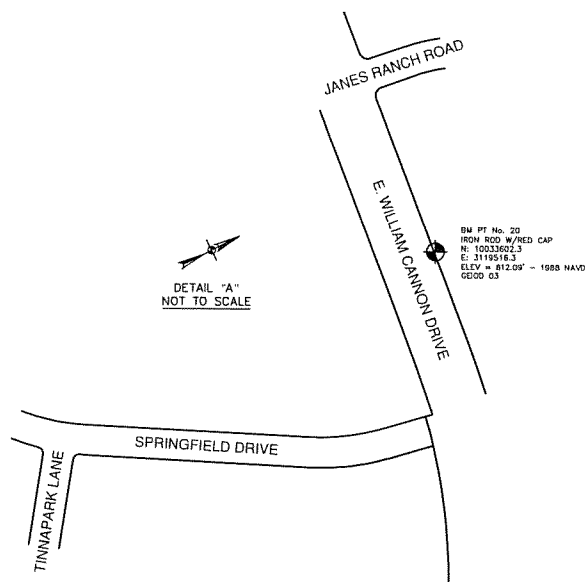 JANES RANCH ROAD
E. WILLIAM CANNON DRIVE
BM PT No. 20
IRON ROD W/RED CAP
N: 10033602.3
E: 3119516.3
ELEV = 612.09' - 1988 NAVD
GEOID 03
DETAIL "A"
NOT TO SCALE
SPRINGFIELD DRIVE
TINNAPARK LANE